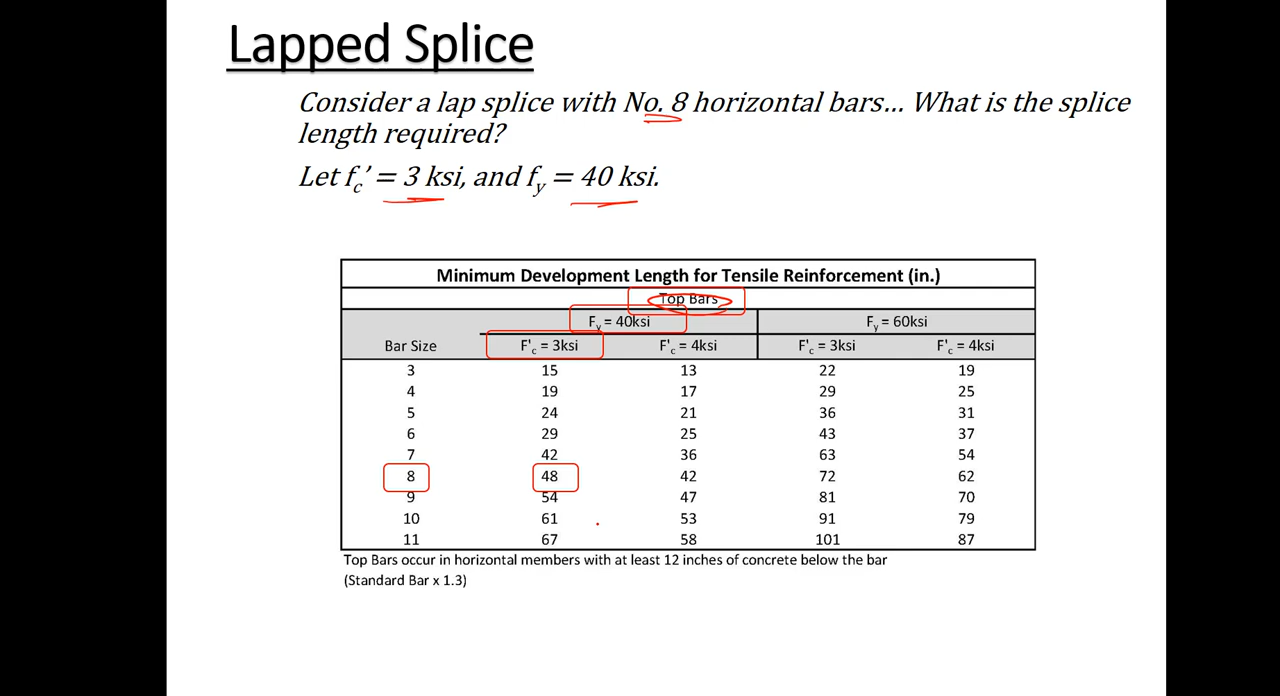 Lapped Splice
Consider a lap splice with No. 8 horizontal bars... What is the splice
length required?
Let fc' = 3 ksi, and fy = 40 ksi.
Minimum Development Length for Tensile Reinforcement (in.)
Top Bars
Fy = 40ksi Fy = 60ksi
Bar Size F'c = 3ksi F'c = 4ksi F'c = 3ksi F'c = 4ksi
3 15 13 22 19
4 19 17 29 25
5 24 21 36 31
6 29 25 43 37
7 42 36 63 54
8 48 42 72 62
9 54 47 81 70
10 61 53 91 79
11 67 58 101 87
Top Bars occur in horizontal members with at least 12 inches of concrete below the bar
(Standard Bar x 1.3)